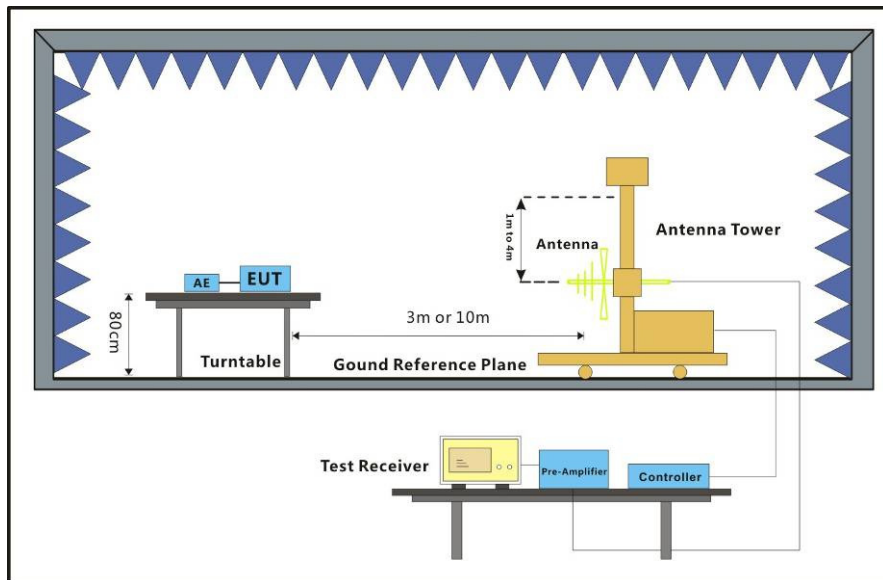 1m to 4m
Antenna
Antenna Tower
AE
EUT
80cm
3m or 10m
Turntable
Gound Reference Plane
Test Receiver
Pre-Amplifier
Controller